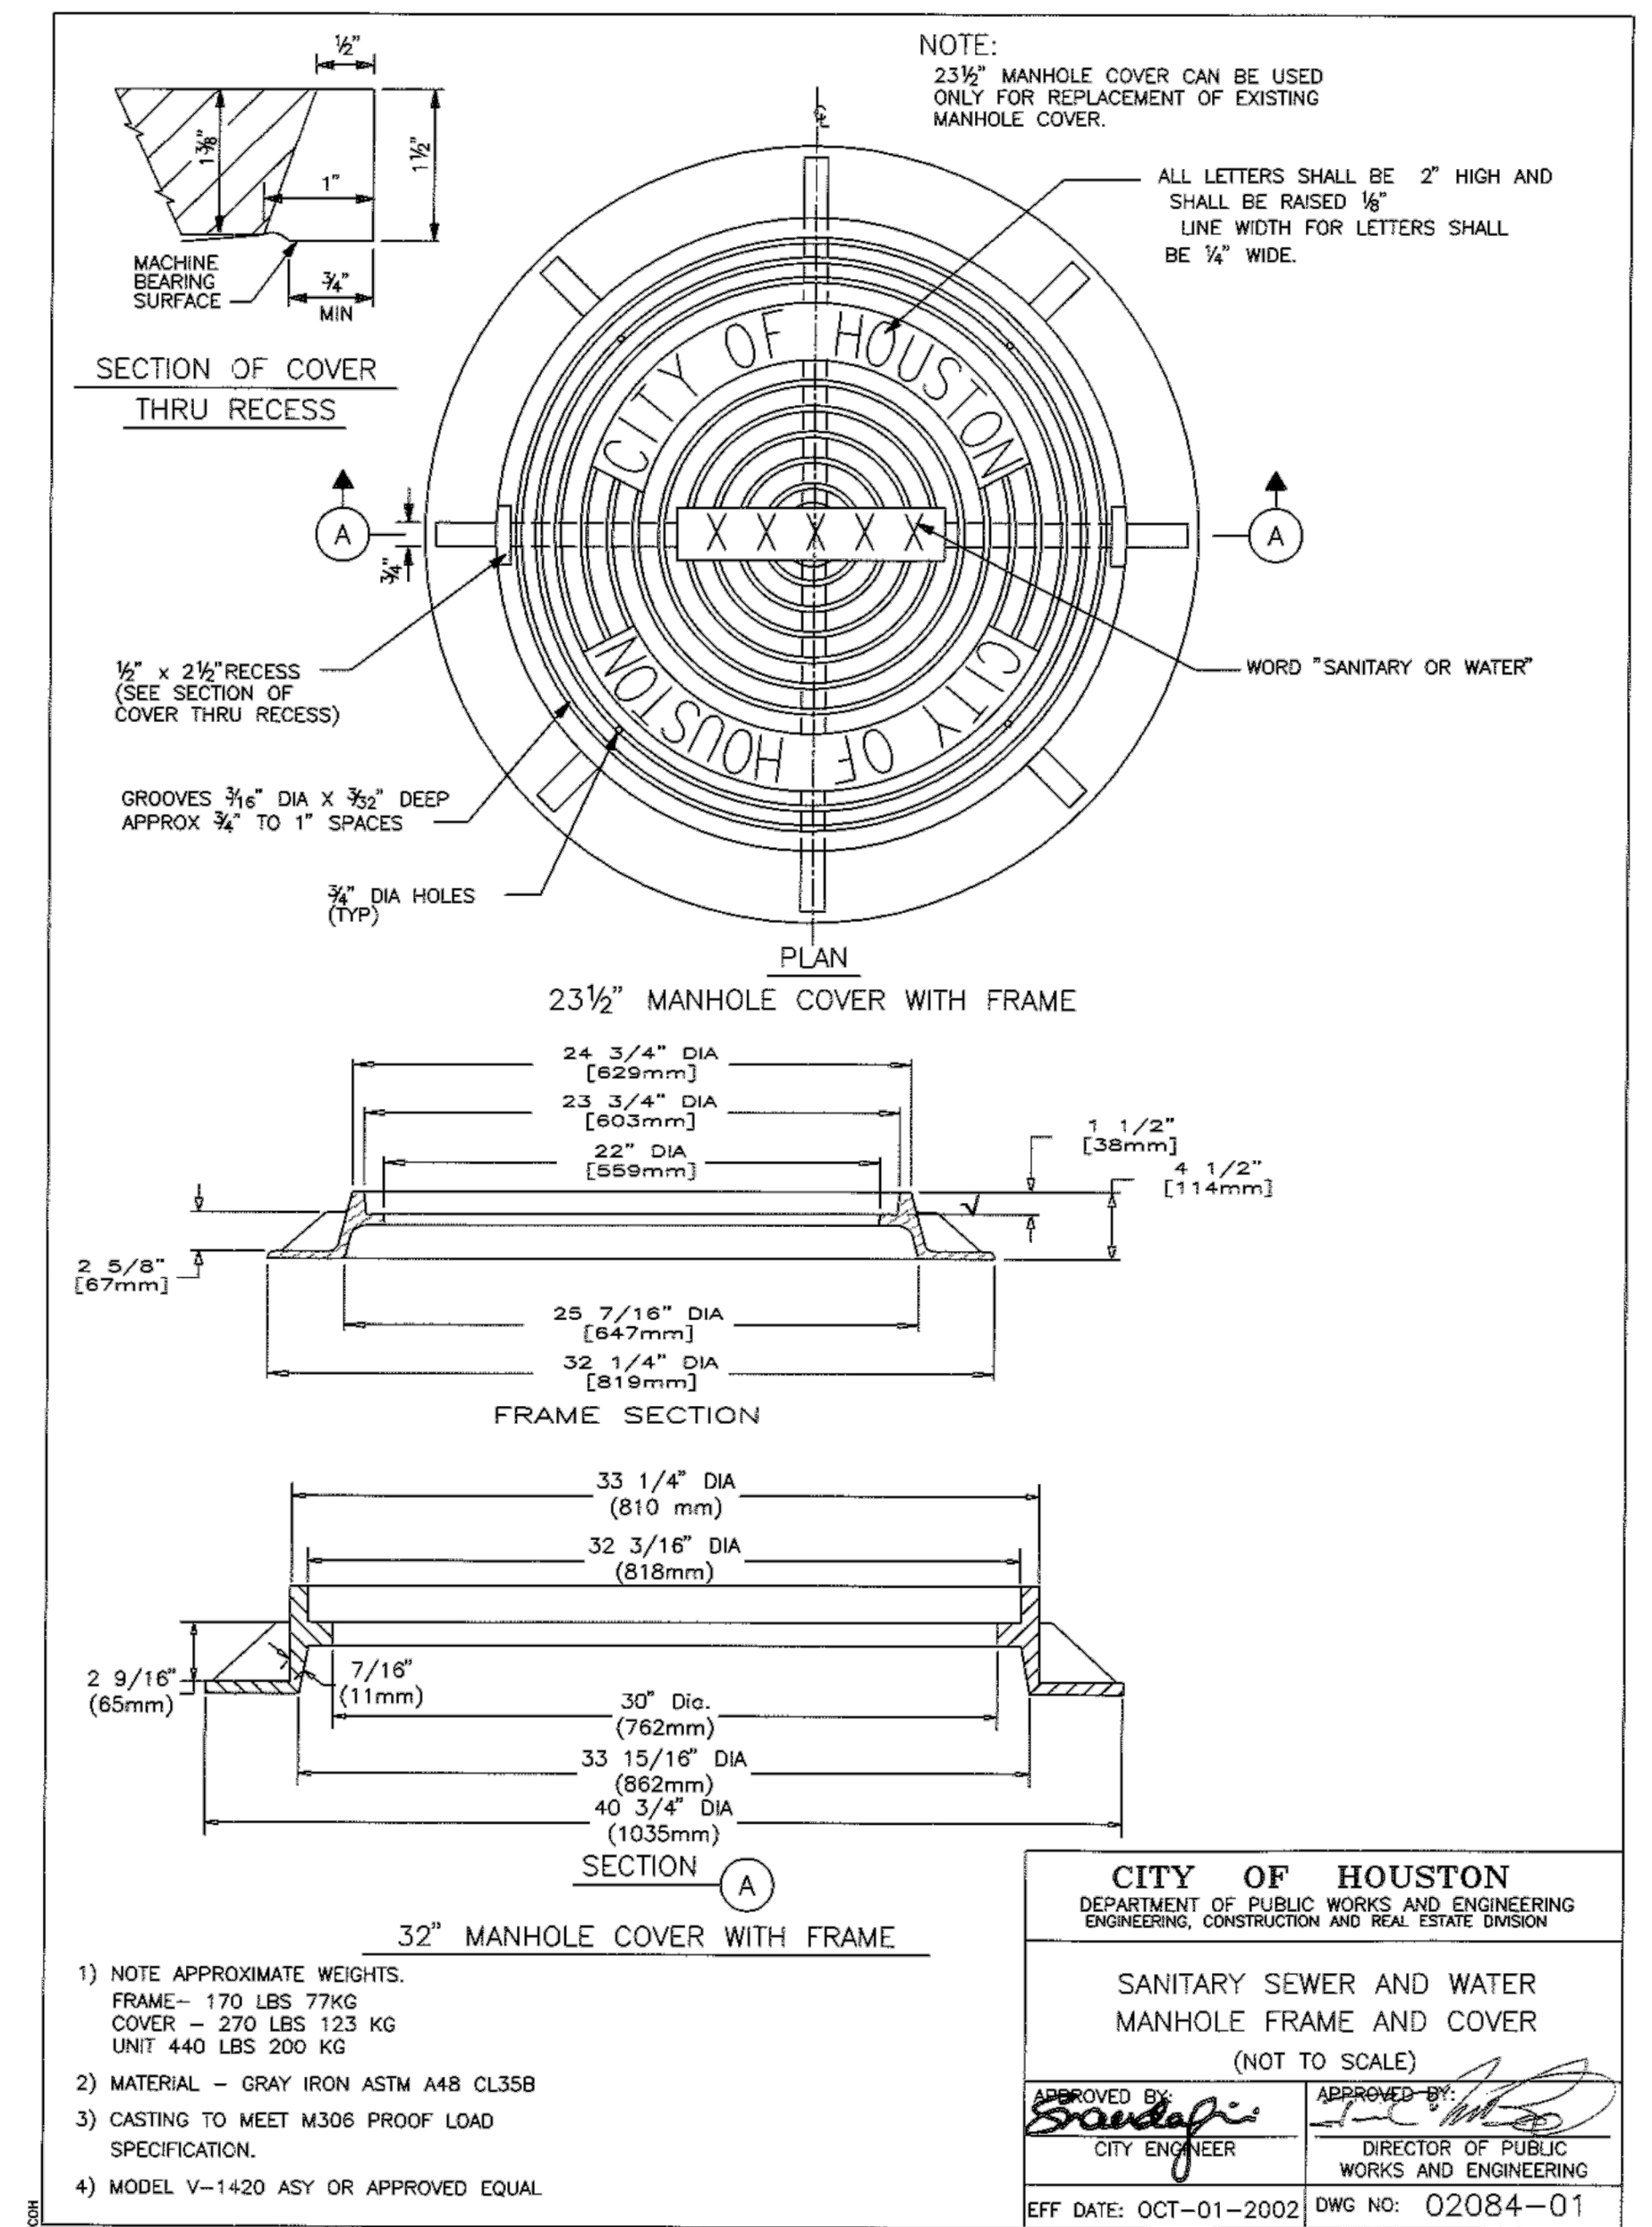 ½"
1⅜"
1½"
1"
MACHINE
BEARING
SURFACE
¾"
MIN
SECTION OF COVER
THRU RECESS
NOTE:
23½" MANHOLE COVER CAN BE USED
ONLY FOR REPLACEMENT OF EXISTING
MANHOLE COVER.
ALL LETTERS SHALL BE 2" HIGH AND
SHALL BE RAISED ⅛"
LINE WIDTH FOR LETTERS SHALL
BE ¼" WIDE.
℄
CITY OF HOUSTON
A
¾"
X X X X X
A
CITY OF HOUSTON
WORD "SANITARY OR WATER"
½" x 2½" RECESS
(SEE SECTION OF
COVER THRU RECESS)
GROOVES 3/16" DIA X 3/32" DEEP
APPROX ¾" TO 1" SPACES
¾" DIA HOLES
(TYP)
PLAN
23½" MANHOLE COVER WITH FRAME
24 3/4" DIA
[629mm]
23 3/4" DIA
[603mm]
22" DIA
[559mm]
1 1/2"
[38mm]
4 1/2"
[114mm]
2 5/8"
[67mm]
25 7/16" DIA
[647mm]
32 1/4" DIA
[819mm]
FRAME SECTION
33 1/4" DIA
(810 mm)
32 3/16" DIA
(818mm)
2 9/16"
(65mm)
7/16"
(11mm)
30" Dia.
(762mm)
33 15/16" DIA
(862mm)
40 3/4" DIA
(1035mm)
SECTION A
32" MANHOLE COVER WITH FRAME
1) NOTE APPROXIMATE WEIGHTS.
FRAME- 170 LBS 77KG
COVER - 270 LBS 123 KG
UNIT 440 LBS 200 KG
2) MATERIAL - GRAY IRON ASTM A48 CL35B
3) CASTING TO MEET M306 PROOF LOAD
SPECIFICATION.
4) MODEL V-1420 ASY OR APPROVED EQUAL
COH
CITY OF HOUSTON
DEPARTMENT OF PUBLIC WORKS AND ENGINEERING
ENGINEERING, CONSTRUCTION AND REAL ESTATE DIVISION
SANITARY SEWER AND WATER
MANHOLE FRAME AND COVER
(NOT TO SCALE)
APPROVED BY:
CITY ENGINEER
APPROVED BY:
DIRECTOR OF PUBLIC
WORKS AND ENGINEERING
EFF DATE: OCT-01-2002
DWG NO: 02084-01